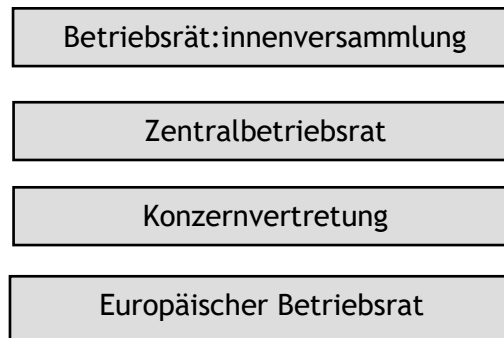 Betriebsrät:innenversammlung
Zentralbetriebsrat
Konzernvertretung
Europäischer Betriebsrat